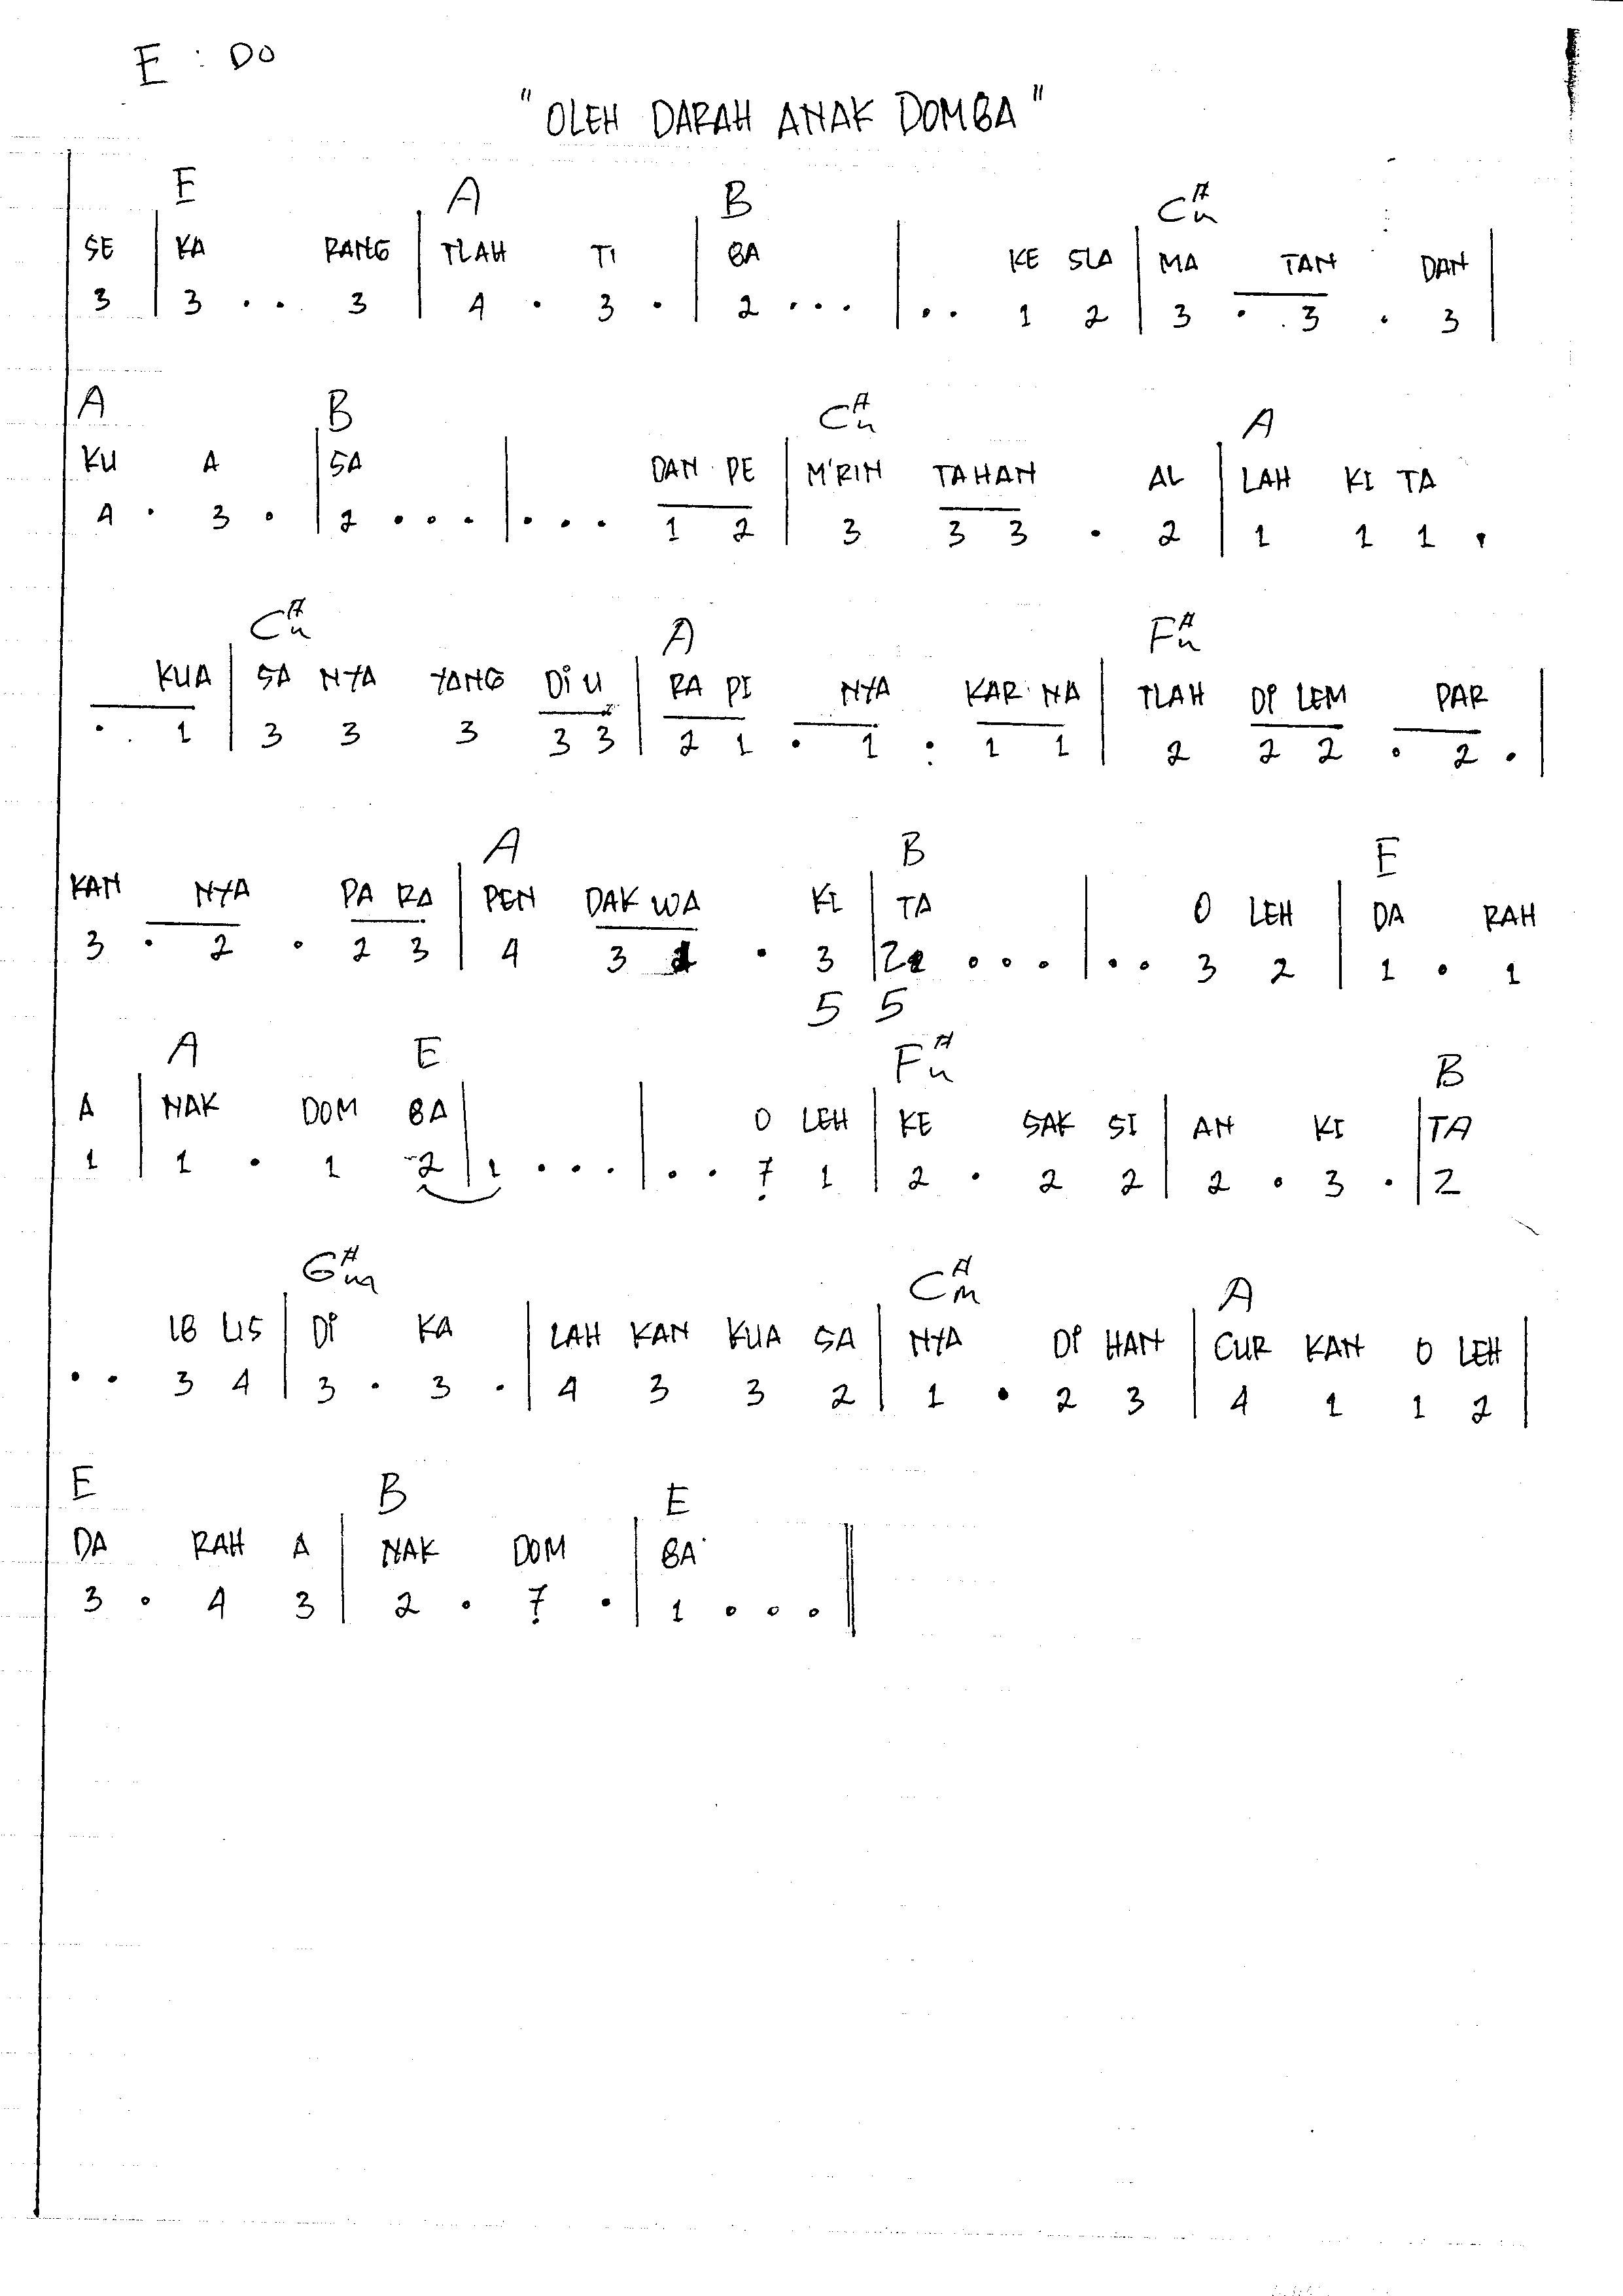 E : DO
"OLEH DARAH ANAK DOMBA"
E A B C#m
SE | KA RANG | TLAH TI | BA | KE SLA | MA TAN DAN |
3 | 3 . . 3 | 4 . 3 . | 2 . . . | . . 1 2 | 3 . 3 . 3 |
A B C#m A
KU A | SA | DAN PE | M'RIN TAHAN AL | LAH KI TA
4 . 3 . | 2 . . . | . . . 1 2 | 3 3 3 . 2 | 1 1 1 .
C#m A F#m
KUA | SA NYA YANG Di U | RA PI NYA KAR NA | TLAH DI LEM PAR |
. 1 | 3 3 3 3 3 | 2 1 . 1 . 1 1 | 2 2 2 . 2 . |
A B E
KAN NYA PA RA | PEN DAK WA KI | TA | O LEH | DA RAH
3 . 2 . 2 3 | 4 3 1 . 3 | 2 . . . | . . 3 2 | 1 . 1
5 5
A E F#m B
A | NAK DOM BA | | O LEH | KE SAK SI | AN KI | TA
1 | 1 . 1 2 | 1 . . . | . . 7 1 | 2 . 2 2 | 2 . 3 . | 2
G#m C#m A
IB LIS | DI KA | LAH KAN KUA SA | NYA DI HAN | CUR KAN O LEH |
. . 3 4 | 3 . 3 . | 4 3 3 2 | 1 . 2 3 | 4 1 1 2 |
E B E
DA RAH A | NAK DOM | BA
3 . 4 3 | 2 . 7 . | 1 . . . ||